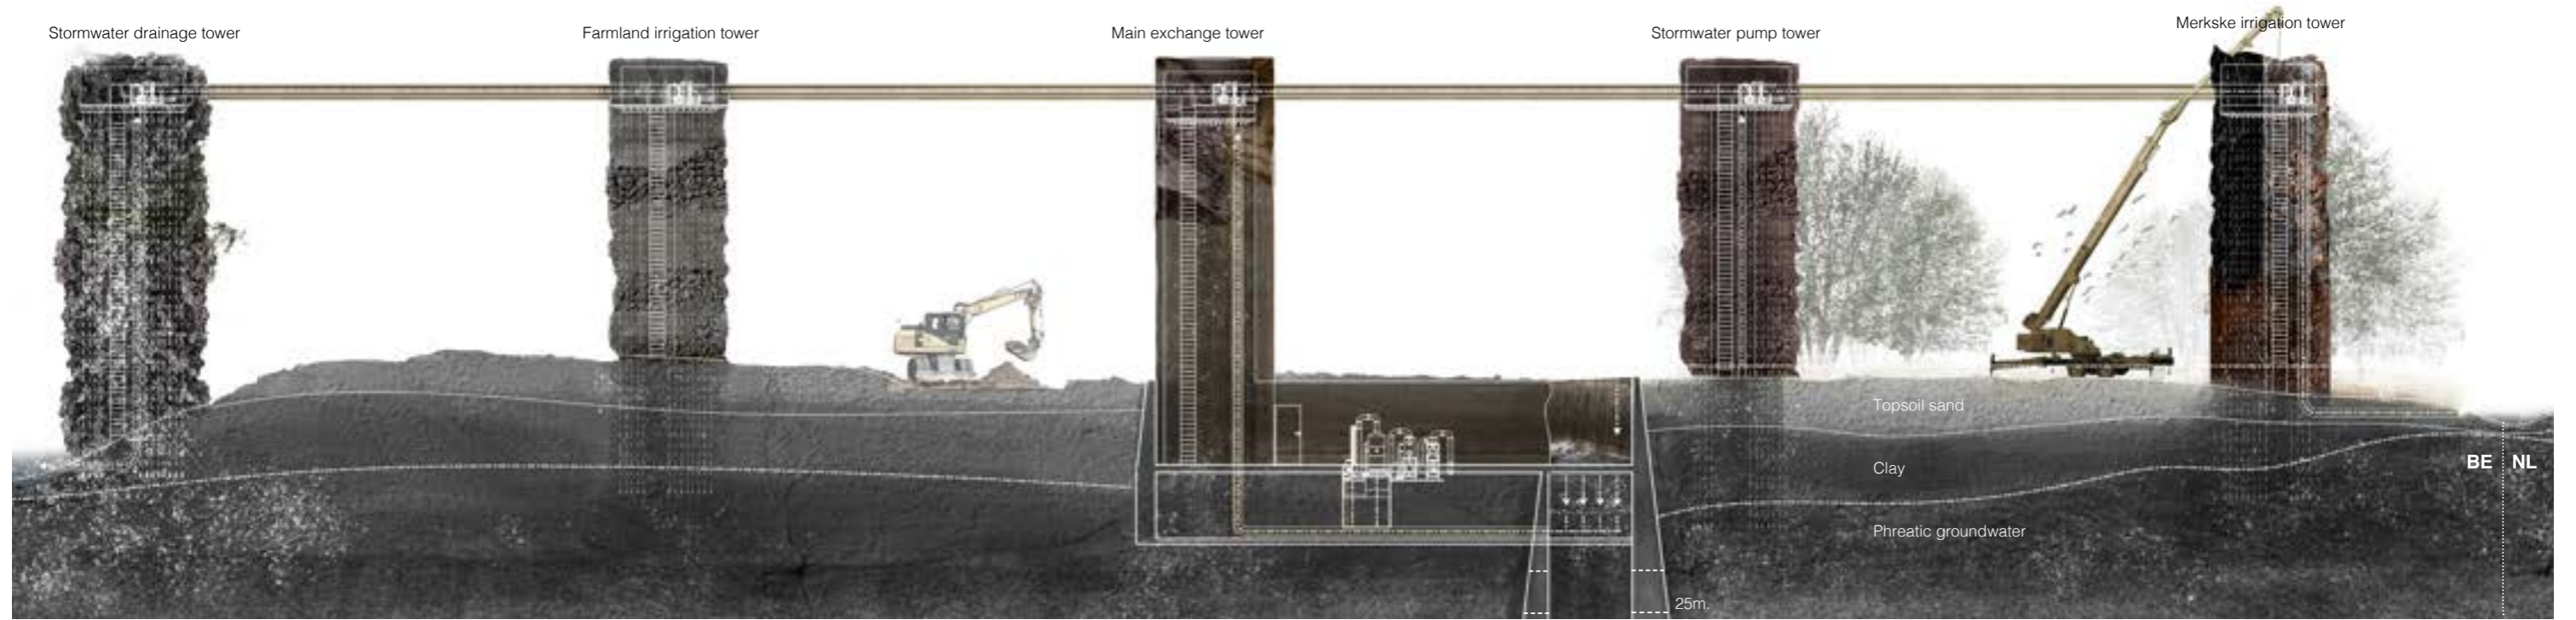 Stormwater drainage tower
Farmland irrigation tower
Main exchange tower
Stormwater pump tower
Merkske irrigation tower
Topsoil sand
Clay
BE NL
Phreatic groundwater
25m.